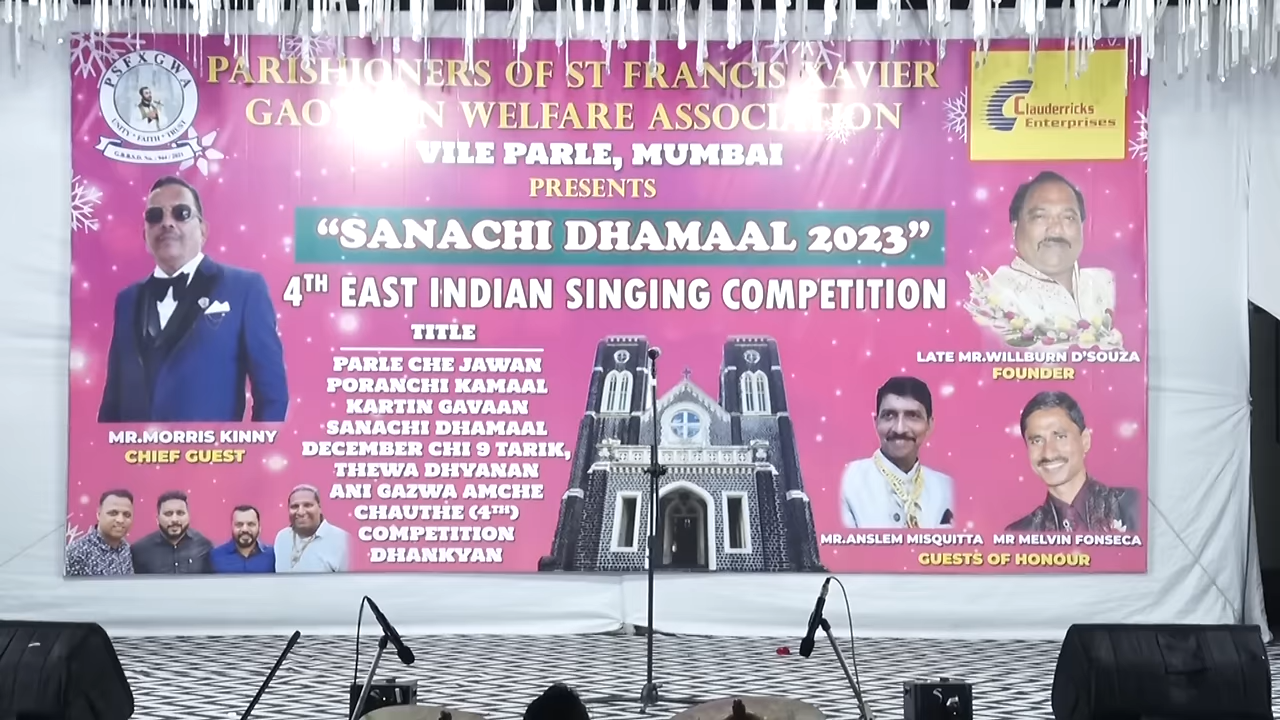 PSFXGWA
UNITY - FAITH - TRUST
PARISHIONERS OF ST FRANCIS XAVIER
WELFARE ASSOCIATION
VILE PARLE, MUMBAI
PRESENTS
Clauderricks
Enterprises
"SANACHI DHAMAAL 2023"
4TH EAST INDIAN SINGING COMPETITION
TITLE
PARLE CHE JAWAN
PORANCHI KAMAAL
KARTIN GAVAAN
SANACHI DHAMAAL
DECEMBER CHI 9 TARIK,
THEWA DHYANAN
ANI GAZWA AMCHE
CHAUTHE (4TH)
COMPETITION
DHANKYAN
MR.MORRIS KINNY
CHIEF GUEST
LATE MR.WILLBURN D'SOUZA
FOUNDER
MR.ANSLEM MISQUITTA
MR MELVIN FONSECA
GUESTS OF HONOUR